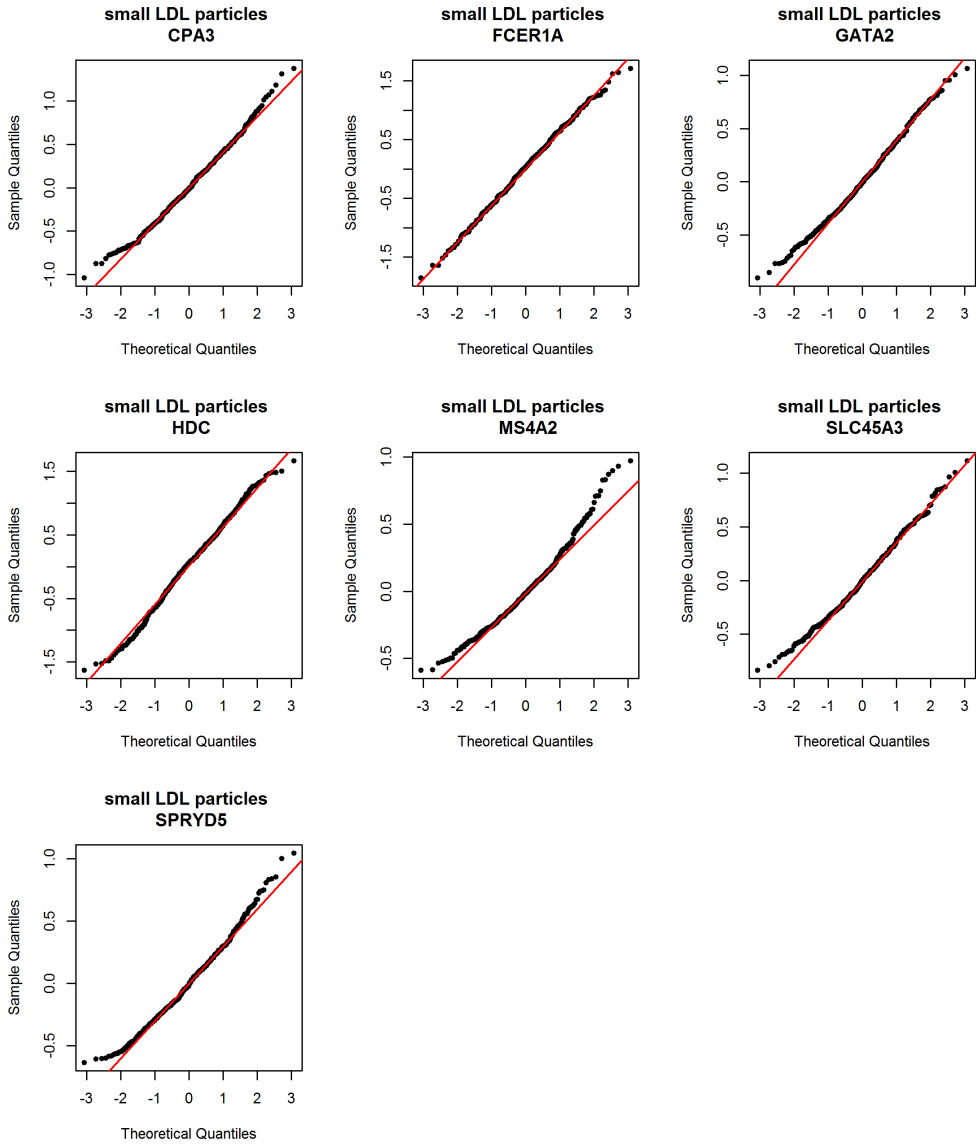 small LDL particles
CPA3
Sample Quantiles
-1.0 -0.5 0.0 0.5 1.0
-3 -2 -1 0 1 2 3
Theoretical Quantiles
small LDL particles
FCER1A
Sample Quantiles
-1.5 -0.5 0.5 1.5
-3 -2 -1 0 1 2 3
Theoretical Quantiles
small LDL particles
GATA2
Sample Quantiles
-0.5 0.0 0.5 1.0
-3 -2 -1 0 1 2 3
Theoretical Quantiles
small LDL particles
HDC
Sample Quantiles
-1.5 -0.5 0.5 1.5
-3 -2 -1 0 1 2 3
Theoretical Quantiles
small LDL particles
MS4A2
Sample Quantiles
-0.5 0.0 0.5 1.0
-3 -2 -1 0 1 2 3
Theoretical Quantiles
small LDL particles
SLC45A3
Sample Quantiles
-0.5 0.0 0.5 1.0
-3 -2 -1 0 1 2 3
Theoretical Quantiles
small LDL particles
SPRYD5
Sample Quantiles
-0.5 0.0 0.5 1.0
-3 -2 -1 0 1 2 3
Theoretical Quantiles